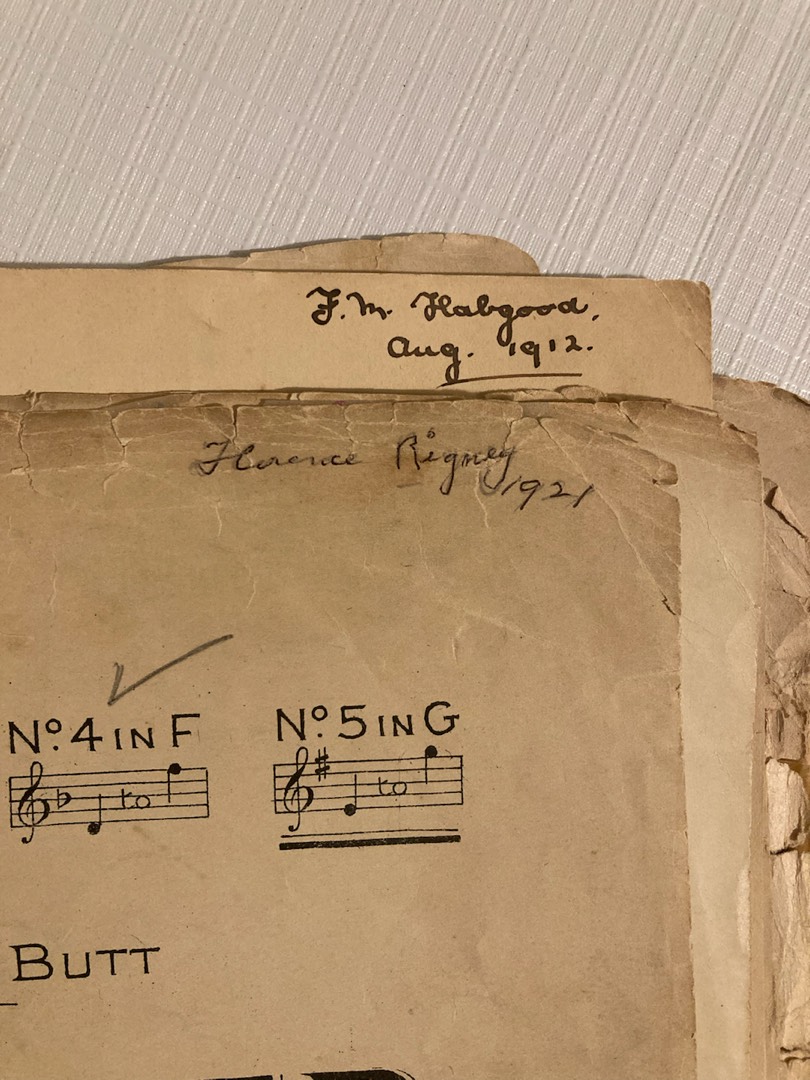 F. M. Habgood.
Aug. 1912.
Florence Rigney
1921
Nº. 4 IN F
Nº. 5 IN G
to
to
BUTT